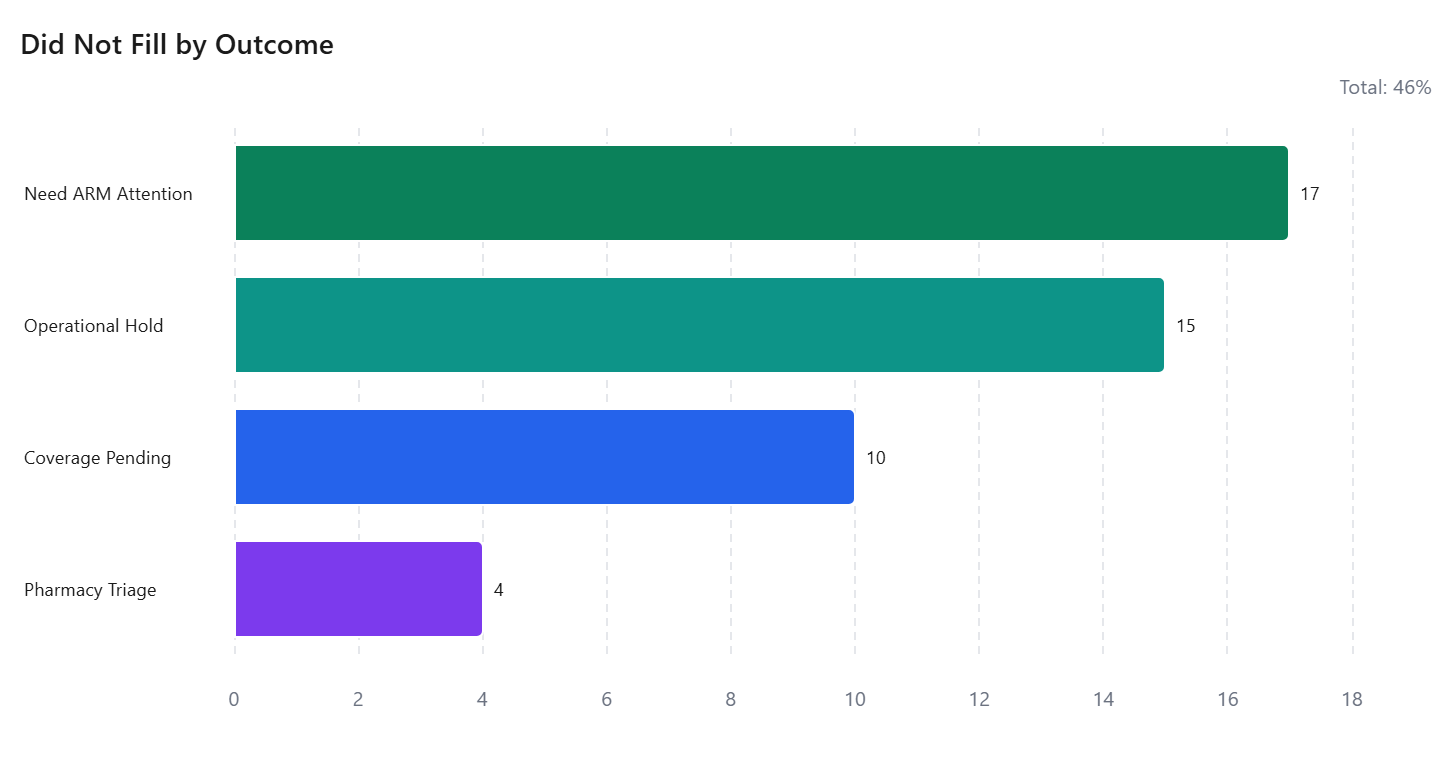 Did Not Fill by Outcome
Total: 46%
Need ARM Attention 17
Operational Hold 15
Coverage Pending 10
Pharmacy Triage 4
0 2 4 6 8 10 12 14 16 18